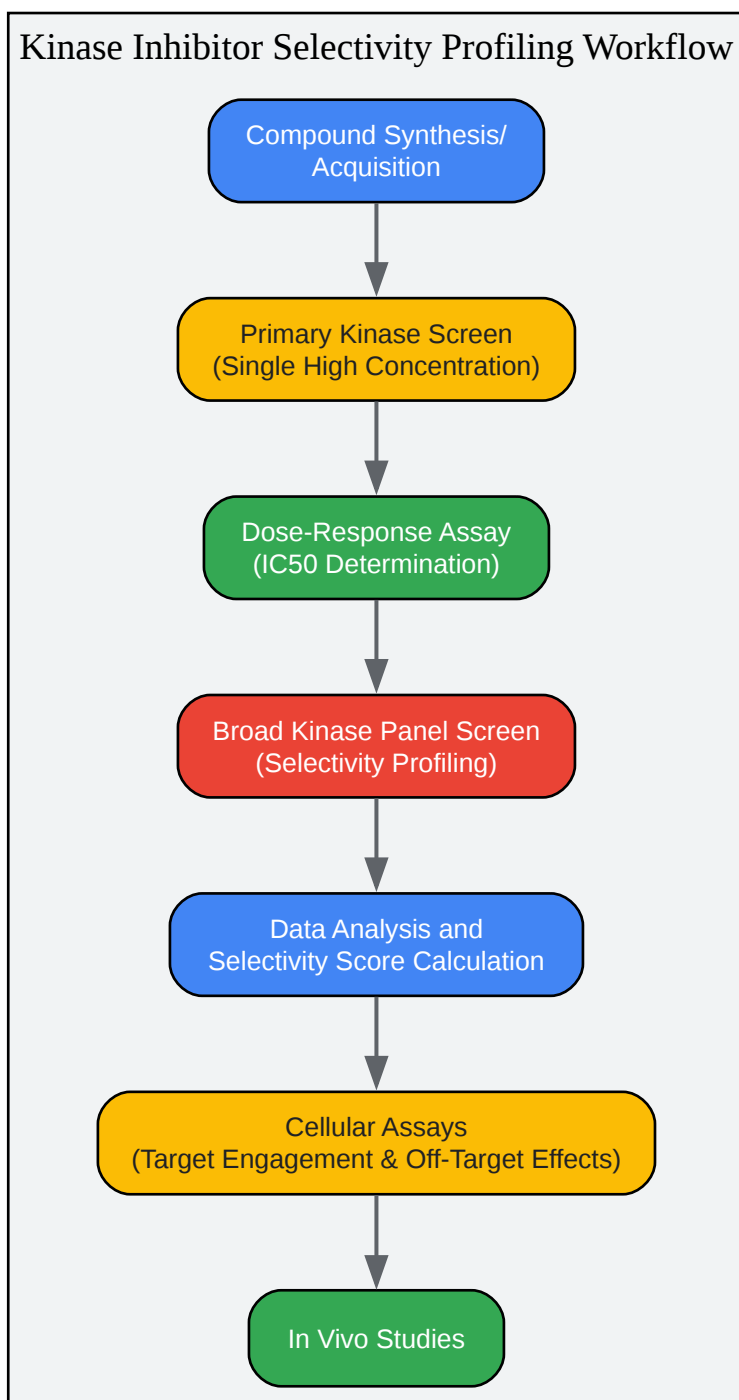 Kinase Inhibitor Selectivity Profiling Workflow
Compound Synthesis/
Acquisition
Primary Kinase Screen
(Single High Concentration)
Dose-Response Assay
(IC50 Determination)
Broad Kinase Panel Screen
(Selectivity Profiling)
Data Analysis and
Selectivity Score Calculation
Cellular Assays
(Target Engagement & Off-Target Effects)
In Vivo Studies